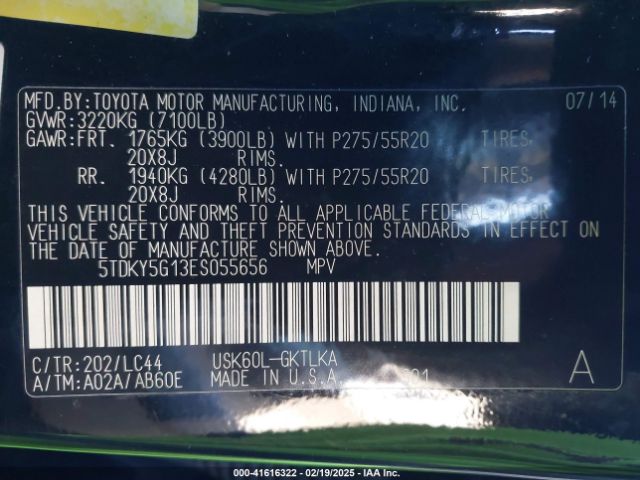 MFD.BY:TOYOTA MOTOR MANUFACTURING, INDIANA, INC. 07/14
GVWR:3220KG (7100LB)
GAWR:FRT. 1765KG (3900LB) WITH P275/55R20 TIRES,
20X8J RIMS.
RR. 1940KG (4280LB) WITH P275/55R20 TIRES,
20X8J RIMS.
THIS VEHICLE CONFORMS TO ALL APPLICABLE FEDERAL MOTOR
VEHICLE SAFETY AND THEFT PREVENTION STANDARDS IN EFFECT ON
THE DATE OF MANUFACTURE SHOWN ABOVE.
5TDKY5G13ES055656 MPV
C/TR:202/LC44 USK60L-GKTLKA
A/TM:A02A/AB60E MADE IN U.S.A. A
000-41616322 - 02/19/2025 - IAA Inc.